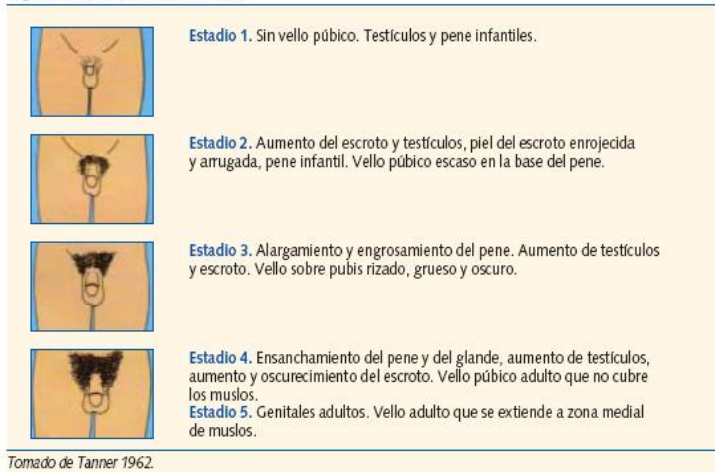 Estadio 1. Sin vello púbico. Testículos y pene infantiles.
Estadio 2. Aumento del escroto y testículos, piel del escroto enrojecida
y arrugada, pene infantil. Vello púbico escaso en la base del pene.
Estadio 3. Alargamiento y engrosamiento del pene. Aumento de testículos
y escroto. Vello sobre pubis rizado, grueso y oscuro.
Estadio 4. Ensanchamiento del pene y del glande, aumento de testículos,
aumento y oscurecimiento del escroto. Vello púbico adulto que no cubre
los muslos.
Estadio 5. Genitales adultos. Vello adulto que se extiende a zona medial
de muslos.
Tomado de Tanner 1962.